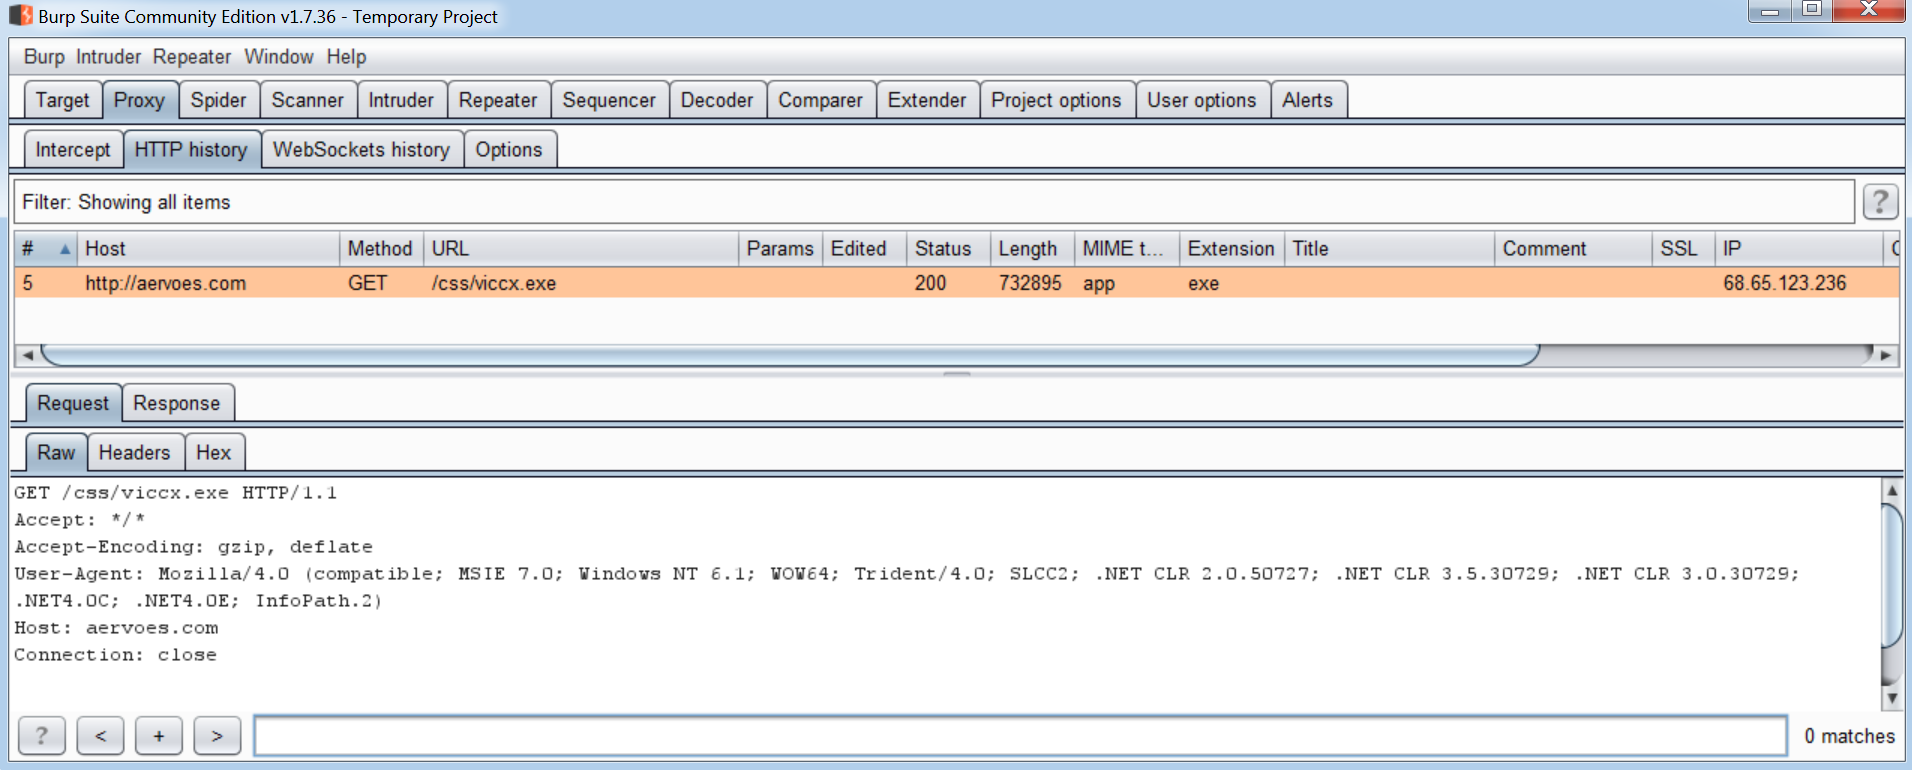 Burp Suite Community Edition v1.7.36 - Temporary Project
Burp Intruder Repeater Window Help
Target Proxy Spider Scanner Intruder Repeater Sequencer Decoder Comparer Extender Project options User options Alerts
Intercept HTTP history WebSockets history Options
Filter: Showing all items ?
# Host Method URL Params Edited Status Length MIME t... Extension Title Comment SSL IP
5 http://aervoes.com GET /css/viccx.exe 200 732895 app exe 68.65.123.236
Request Response
Raw Headers Hex
GET /css/viccx.exe HTTP/1.1
Accept: */*
Accept-Encoding: gzip, deflate
User-Agent: Mozilla/4.0 (compatible; MSIE 7.0; Windows NT 6.1; WOW64; Trident/4.0; SLCC2; .NET CLR 2.0.50727; .NET CLR 3.5.30729; .NET CLR 3.0.30729;
.NET4.0C; .NET4.0E; InfoPath.2)
Host: aervoes.com
Connection: close
? < + > 0 matches